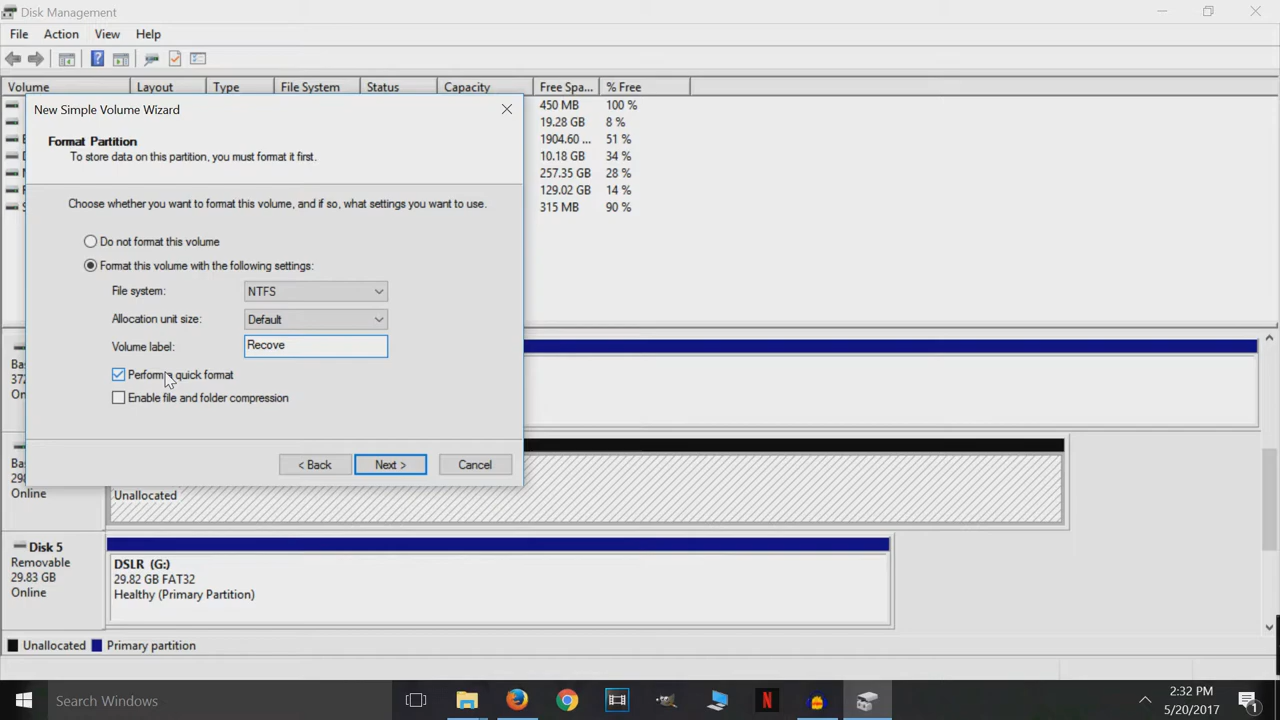 Disk Management
File Action View Help
Volume Layout Type File System Status Capacity Free Spa... % Free
450 MB 100 %
19.28 GB 8 %
1904.60 ... 51 %
10.18 GB 34 %
257.35 GB 28 %
129.02 GB 14 %
315 MB 90 %
New Simple Volume Wizard
Format Partition
To store data on this partition, you must format it first.
Choose whether you want to format this volume, and if so, what settings you want to use.
Do not format this volume
Format this volume with the following settings:
File system: NTFS
Allocation unit size: Default
Volume label: Recove
Perform a quick format
Enable file and folder compression
< Back Next > Cancel
Bas
372
On
Bas
298
Online
Unallocated
Disk 5
Removable
29.83 GB
Online
DSLR (G:)
29.82 GB FAT32
Healthy (Primary Partition)
Unallocated Primary partition
Search Windows
2:32 PM
5/20/2017
1